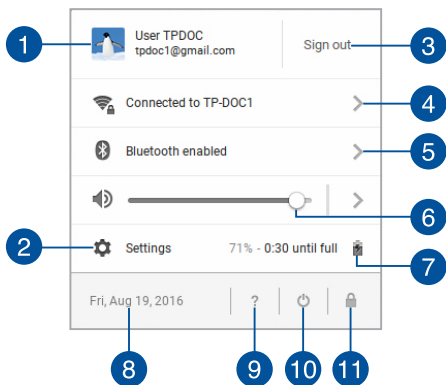 1 User TPDOC Sign out 3
tpdoc1@gmail.com
Connected to TP-DOC1 4
Bluetooth enabled 5
6
2 Settings 71% - 0:30 until full 7
Fri, Aug 19, 2016 ?
8 9 10 11